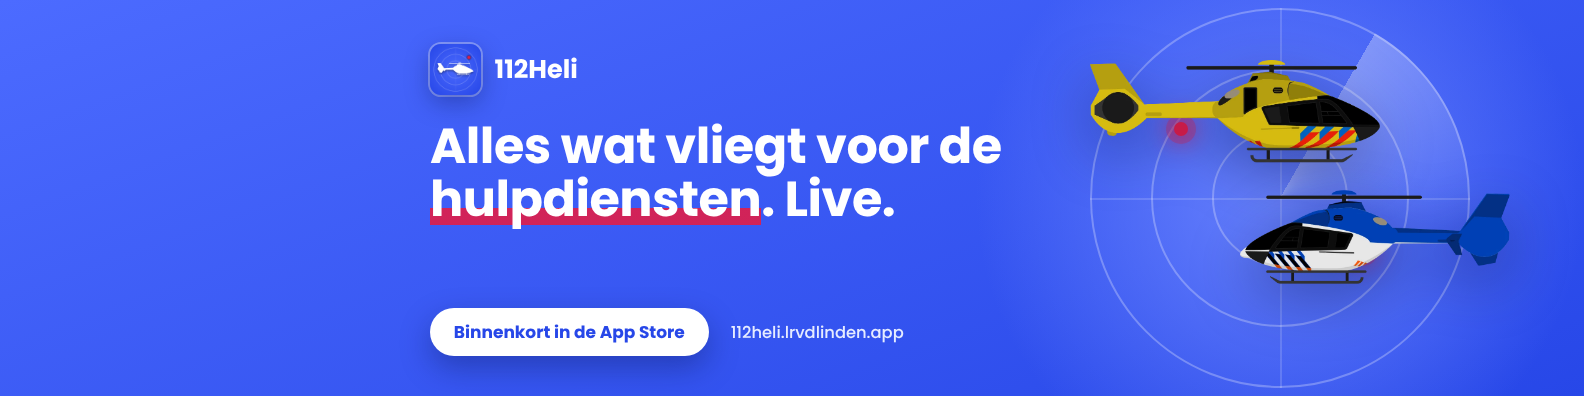 112Heli
Alles wat vliegt voor de
hulpdiensten. Live.
Binnenkort in de App Store
112heli.lrvdlinden.app